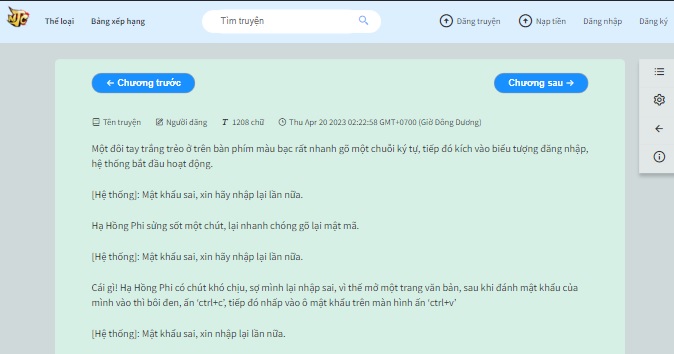 Thể loại
Bảng xếp hạng
Tìm truyện
Đăng truyện
Nạp tiền
Đăng nhập
Đăng ký
← Chương trước
Chương sau →
Tên truyện
Người đăng
T 1208 chữ
Thu Apr 20 2023 02:22:58 GMT+0700 (Giờ Đông Dương)
Một đôi tay trắng trẻo ở trên bàn phím màu bạc rất nhanh gõ một chuỗi ký tự, tiếp đó kích vào biểu tượng đăng nhập,
hệ thống bắt đầu hoạt động.
[Hệ thống]: Mật khẩu sai, xin hãy nhập lại lần nữa.
Hạ Hồng Phi sửng sốt một chút, lại nhanh chóng gõ lại mật mã.
[Hệ thống]: Mật khẩu sai, xin hãy nhập lại lần nữa.
Cái gì! Hạ Hồng Phi có chút khó chịu, sợ mình lại nhập sai, vì thế mở một trang văn bản, sau khi đánh mật khẩu của
mình vào thì bôi đen, ấn ‘ctrl+c’, tiếp đó nhấp vào ô mật khẩu trên màn hình ấn ‘ctrl+v’
[Hệ thống]: Mật khẩu sai, xin nhập lại lần nữa.